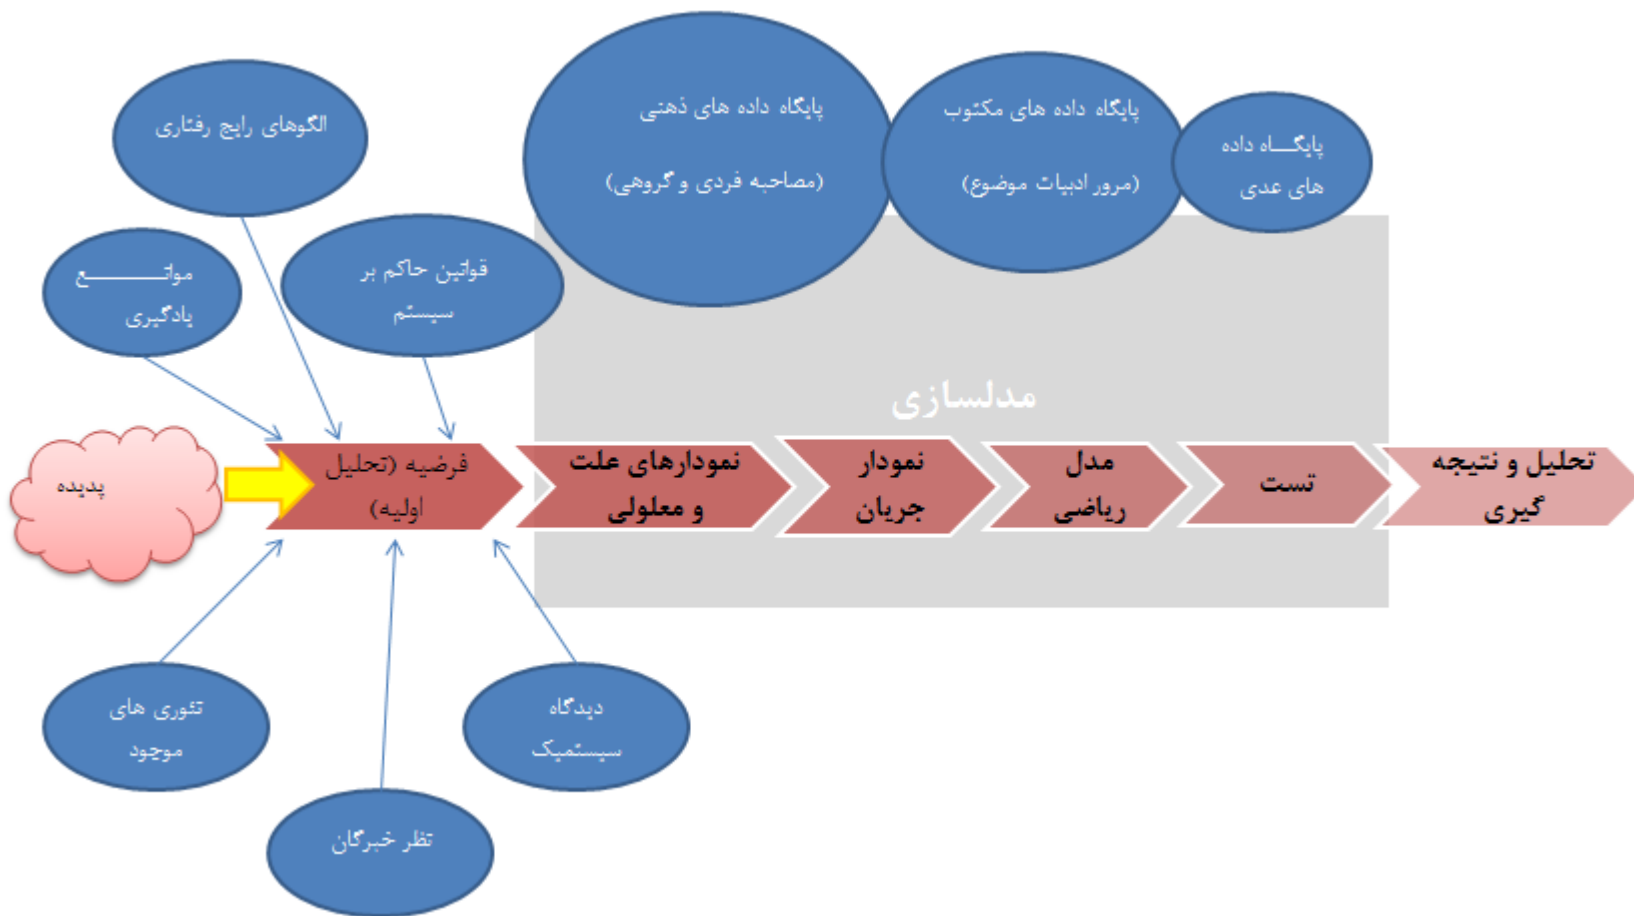 پایگاه داده های ذهنی
(مصاحبه فردی و گروهی)
پایگاه داده های مکتوب
(مرور ادبیات موضوع)
پایگاه داده
های عدی
الگوهای رایج رفتاری
موانع
یادگیری
قوانین حاکم بر
سیستم
مدلسازی
پدیده
فرضیه (تحلیل
اولیه)
نمودارهای علت
و معلولی
نمودار
جریان
مدل
ریاضی
تست
تحلیل و نتیجه
گیری
تئوری های
موجود
نظر خبرگان
دیدگاه
سیستمیک